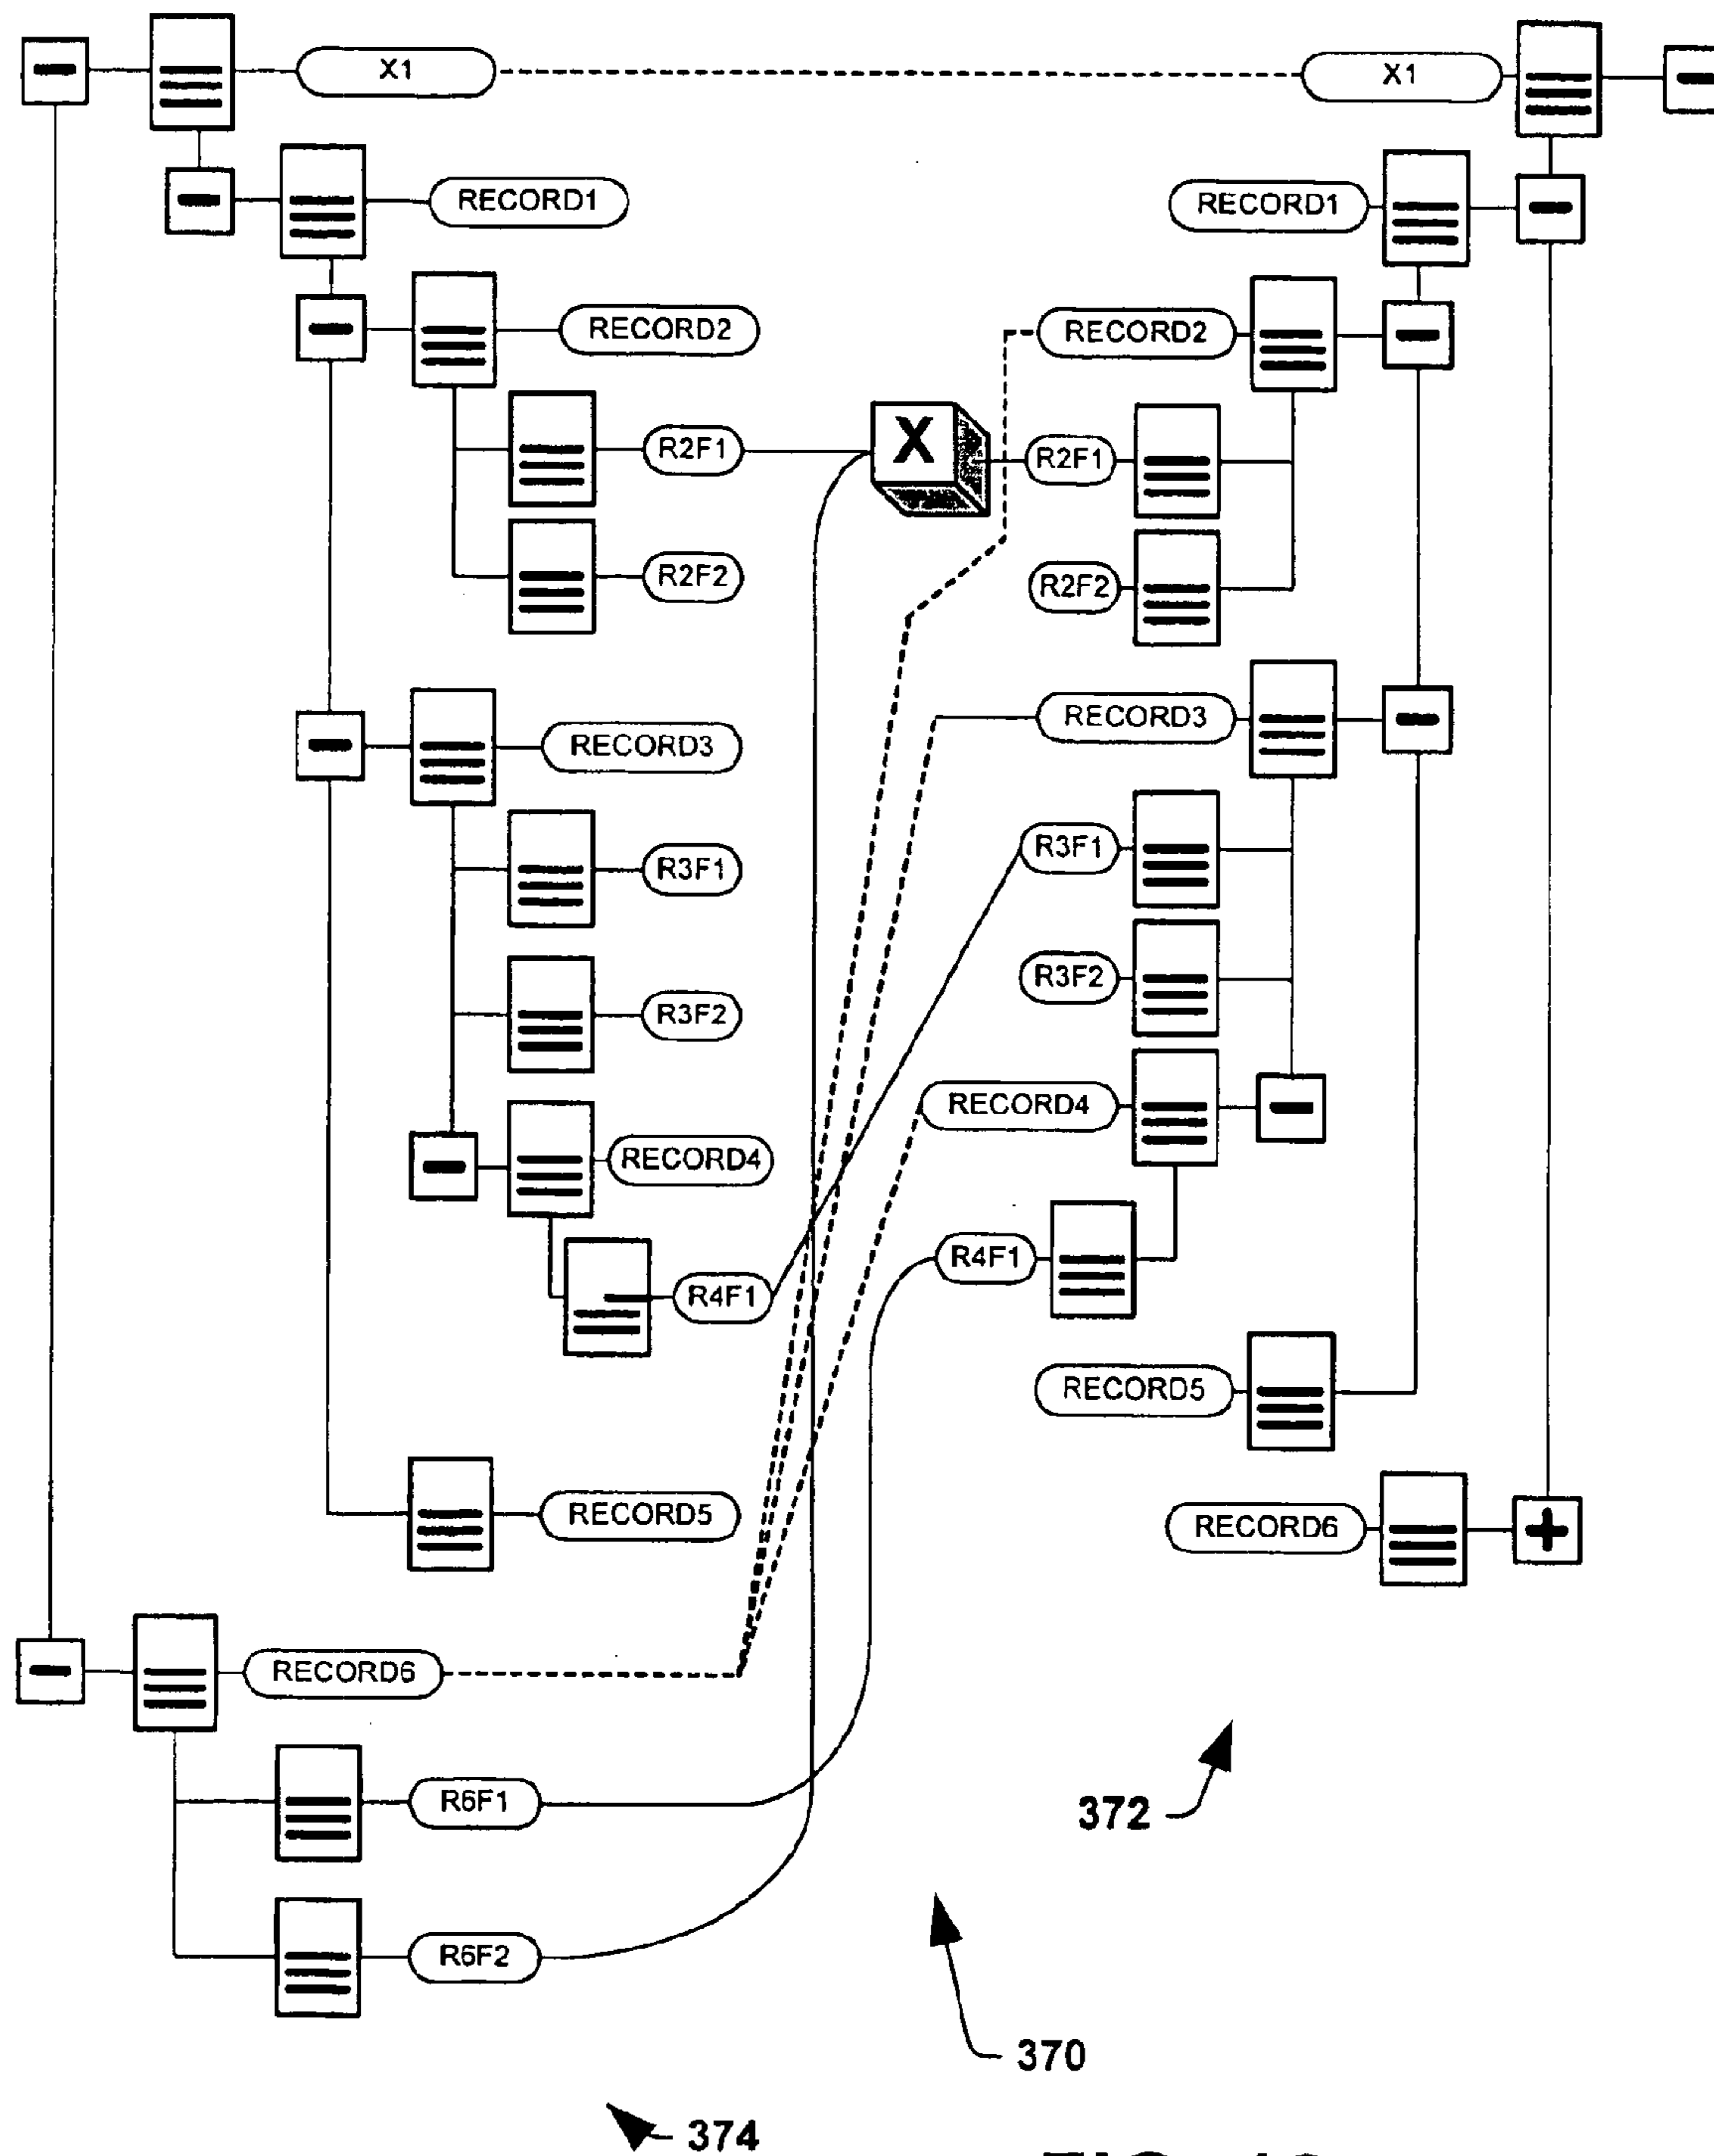 X1
X1
RECORD1
RECORD1
RECORD2
RECORD2
R2F1
X
R2F1
R2F2
R2F2
RECORD3
RECORD3
R3F1
R3F1
R3F2
R3F2
RECORD4
RECORD4
R4F1
R4F1
RECORD5
RECORD5
RECORD6
RECORD6
R6F1
372
R6F2
370
374